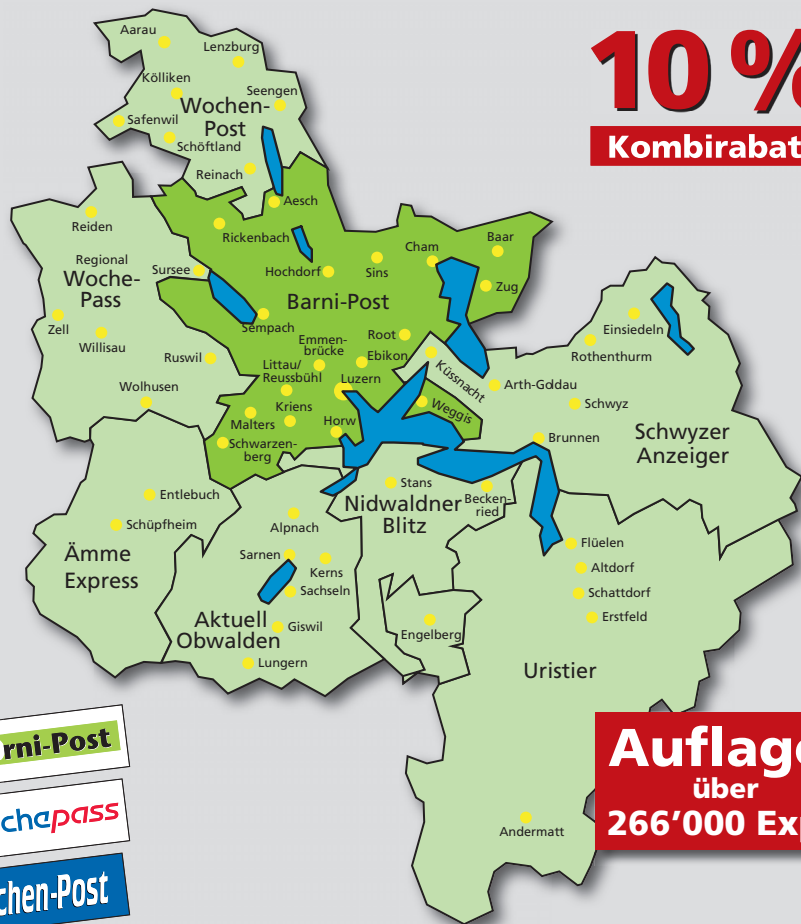 Aarau
Lenzburg
Kölliken
Seengen
Wochen-
Post
Safenwil
Schöftland
Reinach
10 %
Kombirabat
Aesch
Reiden
Rickenbach
Regional
Woche-
Pass
Sursee
Hochdorf
Sins
Cham
Baar
Zug
Barni-Post
Zell
Willisau
Sempach
Ruswil
Wolhusen
Emmen-
brücke
Root
Ebikon
Littau/
Reussbühl
Luzern
Küssnacht
Weggis
Malters
Kriens
Horw
Schwarzen-
berg
Einsiedeln
Rothenthurm
Arth-Goldau
Schwyz
Brunnen
Schwyzer
Anzeiger
Entlebuch
Schüpfheim
Ämme
Express
Stans
Nidwaldner
Blitz
Becken-
ried
Alpnach
Sarnen
Kerns
Sachseln
Aktuell
Obwalden
Giswil
Lungern
Engelberg
Flüelen
Altdorf
Schattdorf
Erstfeld
Uristier
Andermatt
rni-Post
chepass
chen-Post
Auflage
über
266’000 Exp